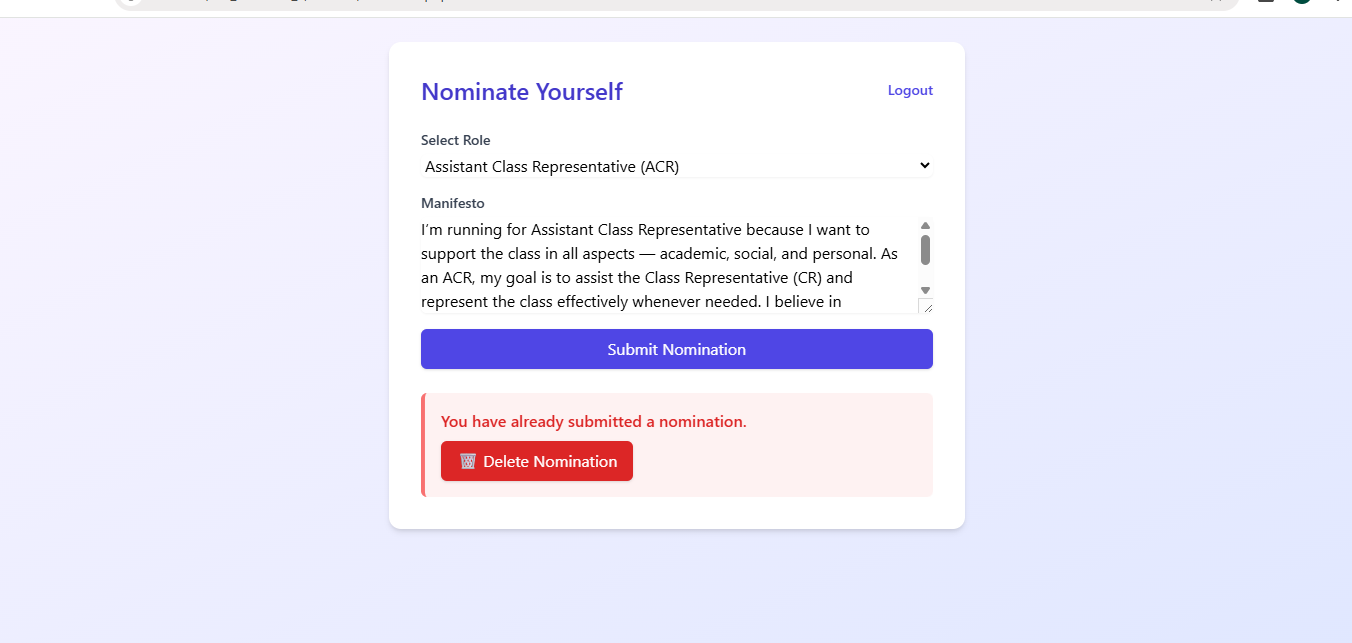 Nominate Yourself
Logout
Select Role
Assistant Class Representative (ACR)
Manifesto
I’m running for Assistant Class Representative because I want to
support the class in all aspects — academic, social, and personal. As
an ACR, my goal is to assist the Class Representative (CR) and
represent the class effectively whenever needed. I believe in
Submit Nomination
You have already submitted a nomination.
🗑️ Delete Nomination